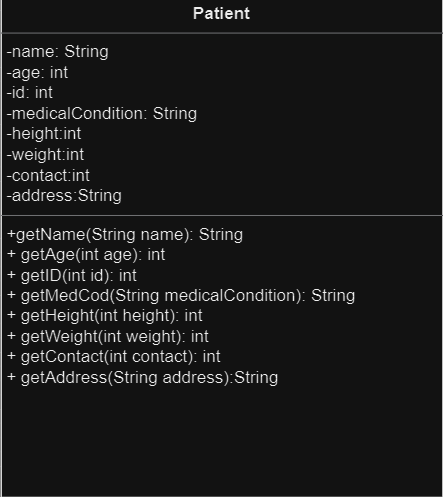 Patient
-name: String
-age: int
-id: int
-medicalCondition: String
-height:int
-weight:int
-contact:int
-address:String
+getName(String name): String
+ getAge(int age): int
+ getID(int id): int
+ getMedCod(String medicalCondition): String
+ getHeight(int height): int
+ getWeight(int weight): int
+ getContact(int contact): int
+ getAddress(String address):String